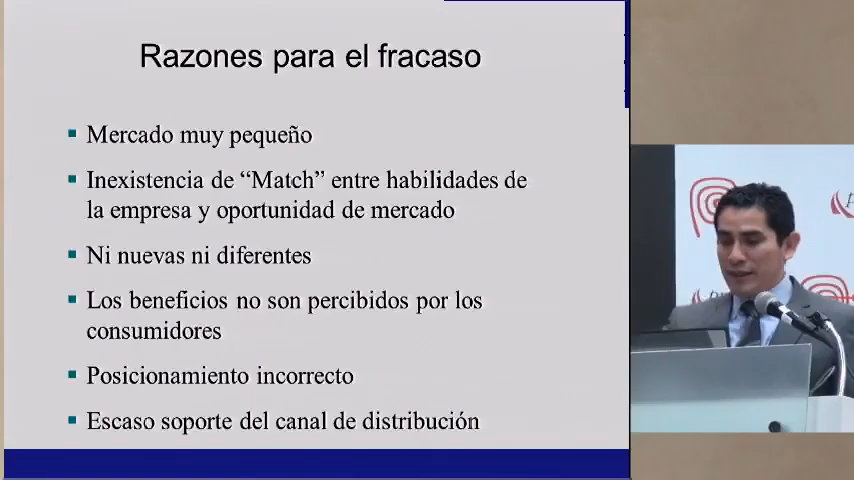 Razones para el fracaso
Mercado muy pequeño
Inexistencia de “Match” entre habilidades de
la empresa y oportunidad de mercado
Ni nuevas ni diferentes
Los beneficios no son percibidos por los
consumidores
Posicionamiento incorrecto
Escaso soporte del canal de distribución